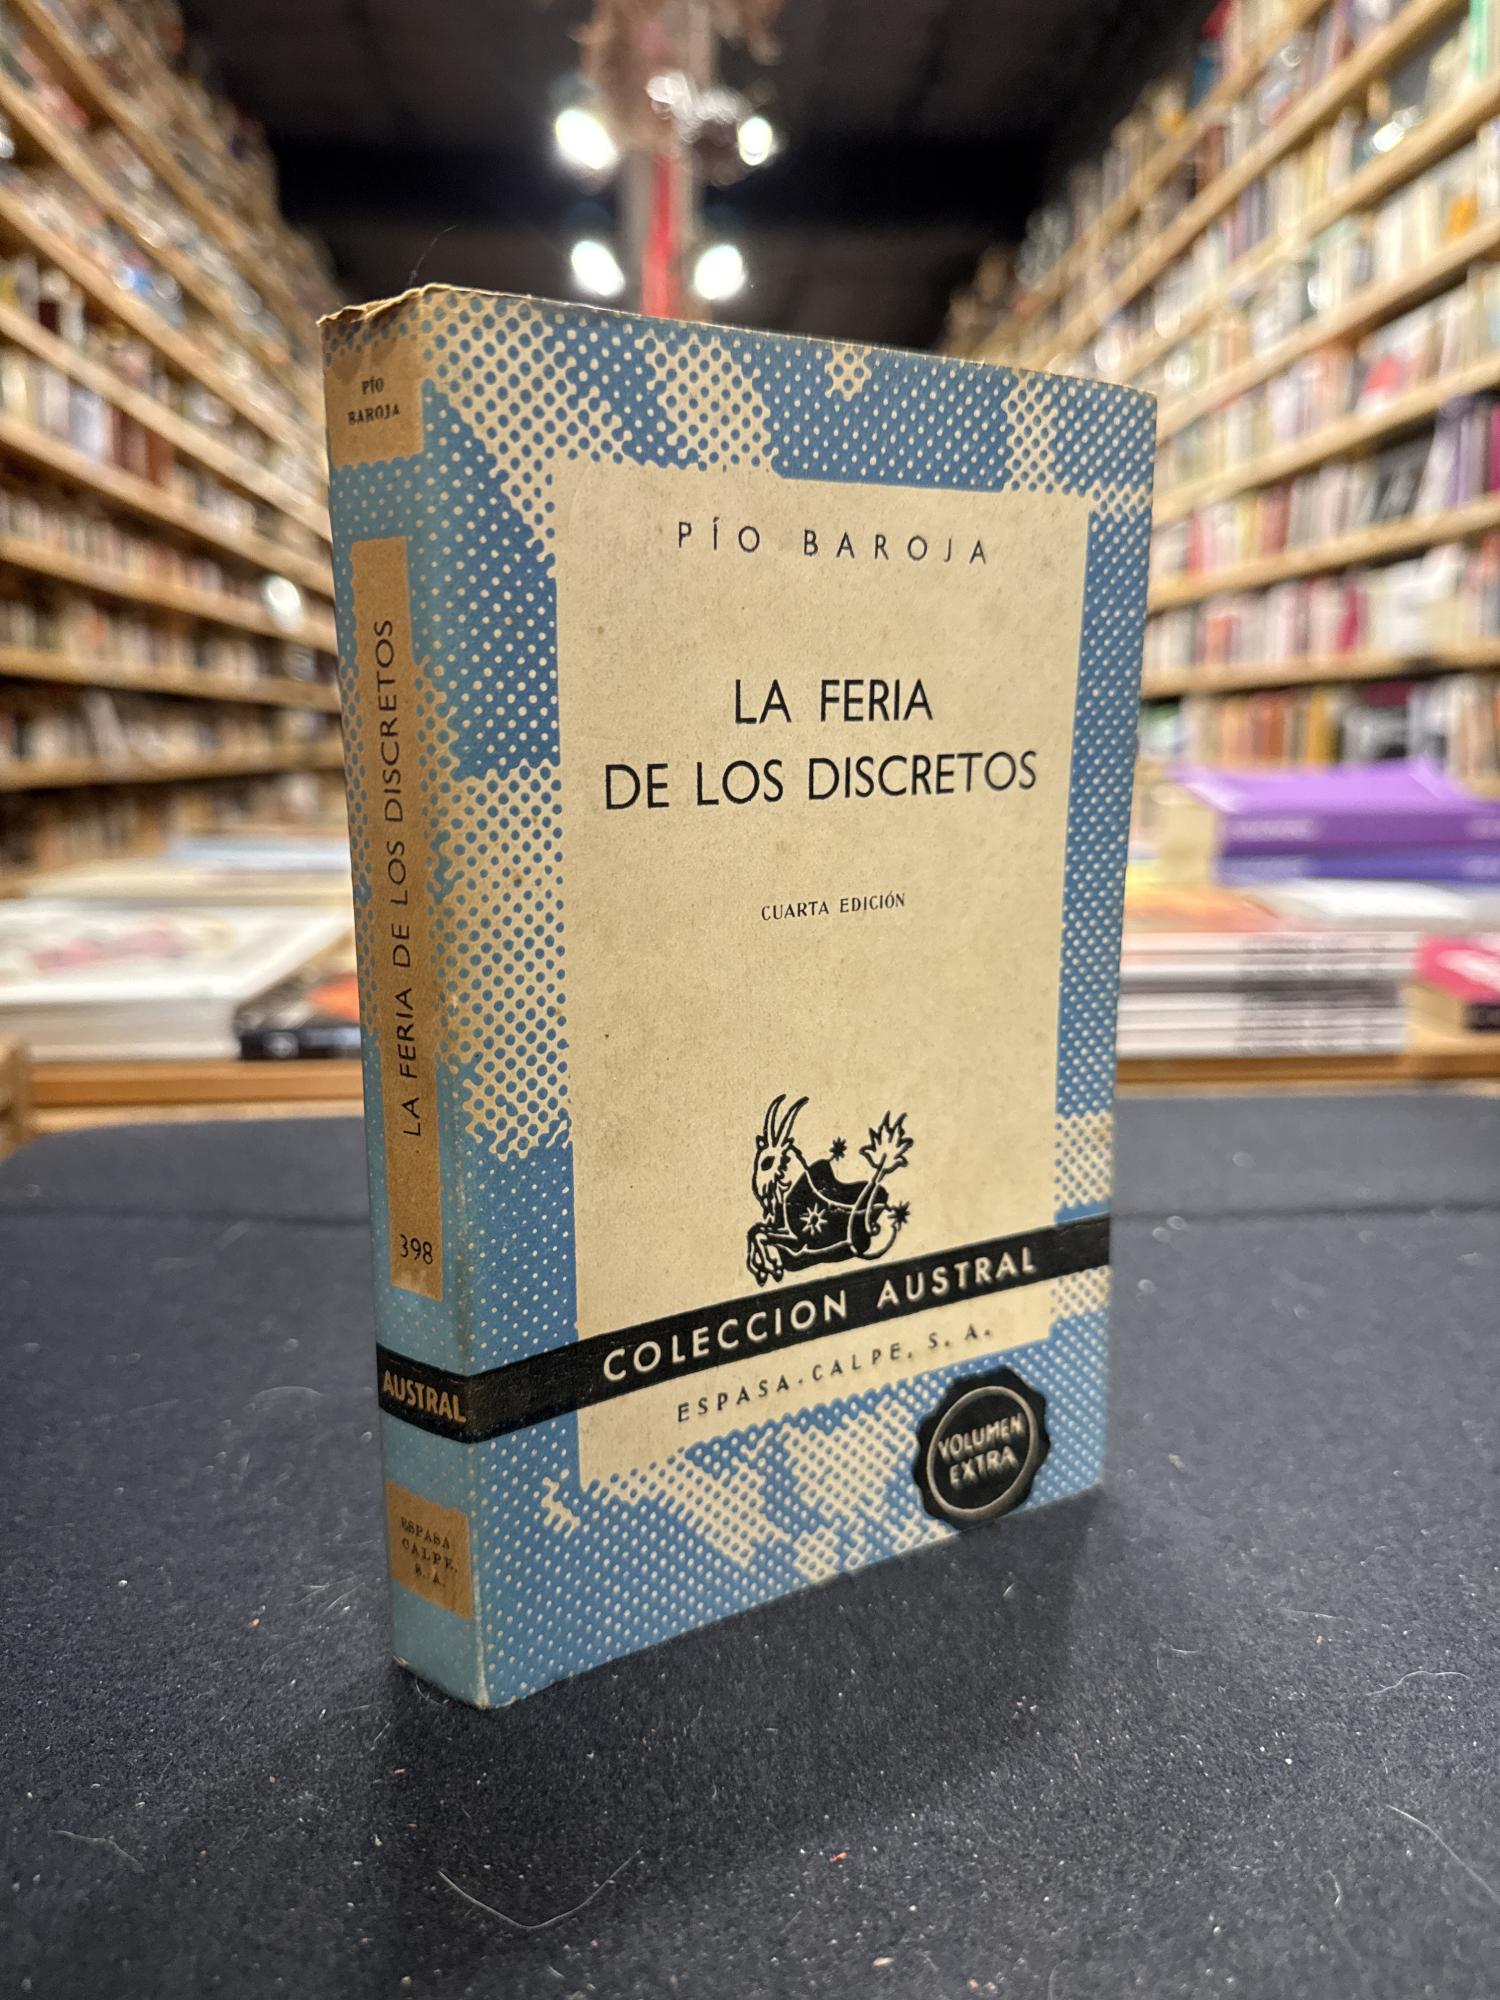 PÍO
BAROJA
LA FERIA DE LOS DISCRETOS
398
AUSTRAL
ESPASA
CALPE,
S. A.
PÍO BAROJA
LA FERIA
DE LOS DISCRETOS
CUARTA EDICIÓN
COLECCION AUSTRAL
ESPASA-CALPE, S. A.
VOLUMEN
EXTRA